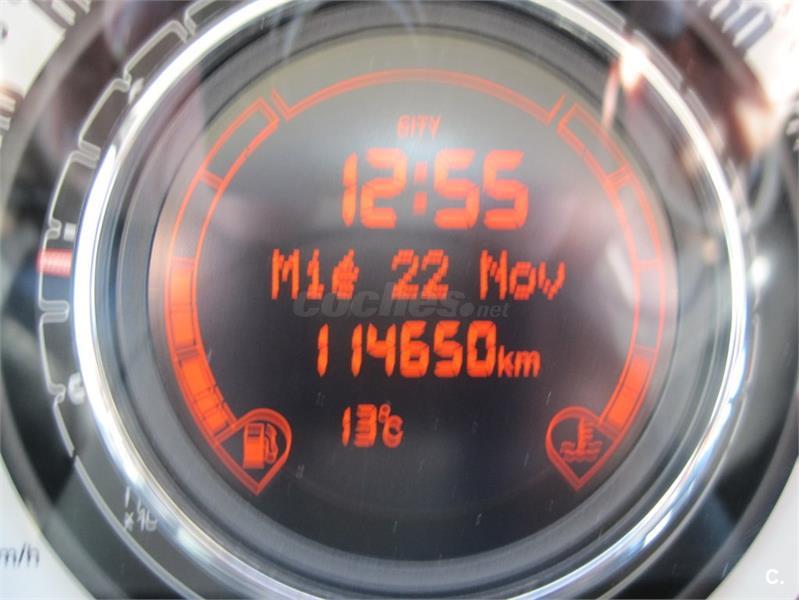 CITY
12:55
Mié 22 Nov
coches.net
114650km
13°C
m/h
C.